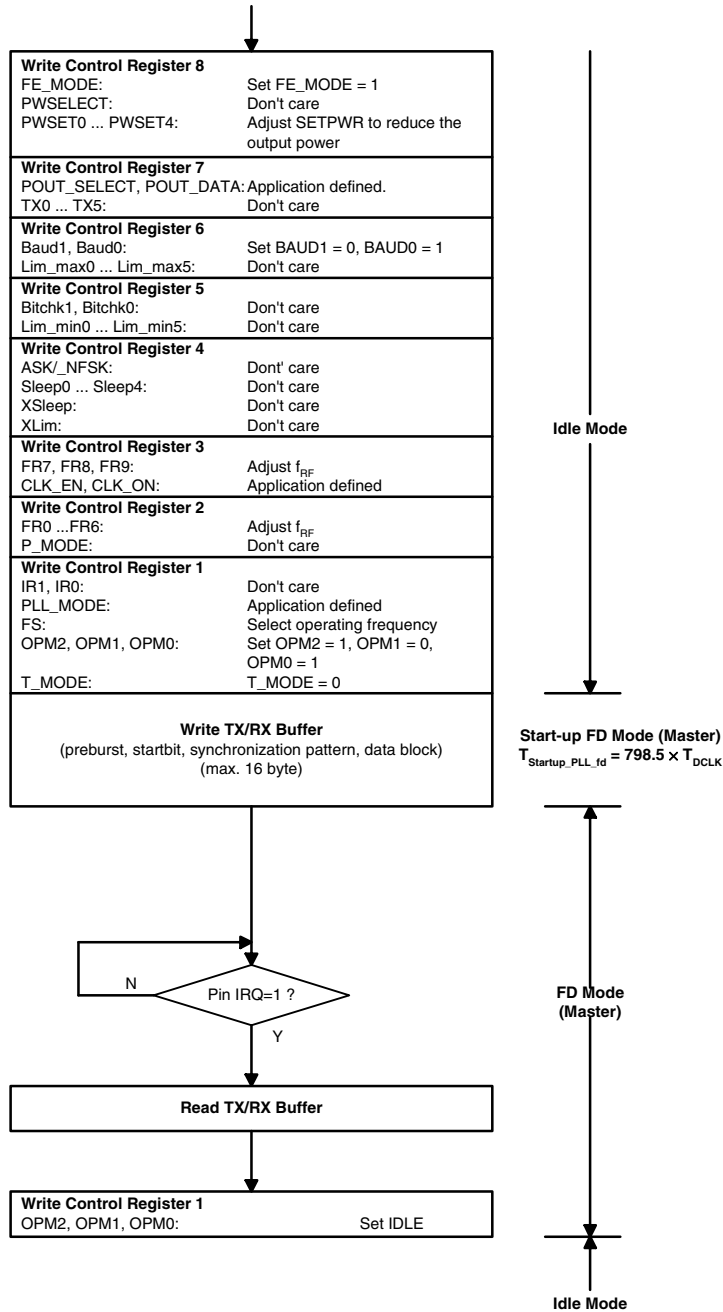 Write Control Register 8
FE_MODE: Set FE_MODE = 1
PWSELECT: Don't care
PWSET0 ... PWSET4: Adjust SETPWR to reduce the
output power
Write Control Register 7
POUT_SELECT, POUT_DATA: Application defined.
TX0 ... TX5: Don't care
Write Control Register 6
Baud1, Baud0: Set BAUD1 = 0, BAUD0 = 1
Lim_max0 ... Lim_max5: Don't care
Write Control Register 5
Bitchk1, Bitchk0: Don't care
Lim_min0 ... Lim_min5: Don't care
Write Control Register 4
ASK/_NFSK: Dont' care
Sleep0 ... Sleep4: Don't care
XSleep: Don't care
XLim: Don't care
Idle Mode
Write Control Register 3
FR7, FR8, FR9: Adjust fRF
CLK_EN, CLK_ON: Application defined
Write Control Register 2
FR0 ...FR6: Adjust fRF
P_MODE: Don't care
Write Control Register 1
IR1, IR0: Don't care
PLL_MODE: Application defined
FS: Select operating frequency
OPM2, OPM1, OPM0: Set OPM2 = 1, OPM1 = 0,
OPM0 = 1
T_MODE: T_MODE = 0
Write TX/RX Buffer
(preburst, startbit, synchronization pattern, data block)
(max. 16 byte)
Start-up FD Mode (Master)
TStartup_PLL_fd = 798.5 × TDCLK
N
Pin IRQ=1 ?
Y
FD Mode
(Master)
Read TX/RX Buffer
Write Control Register 1
OPM2, OPM1, OPM0: Set IDLE
Idle Mode